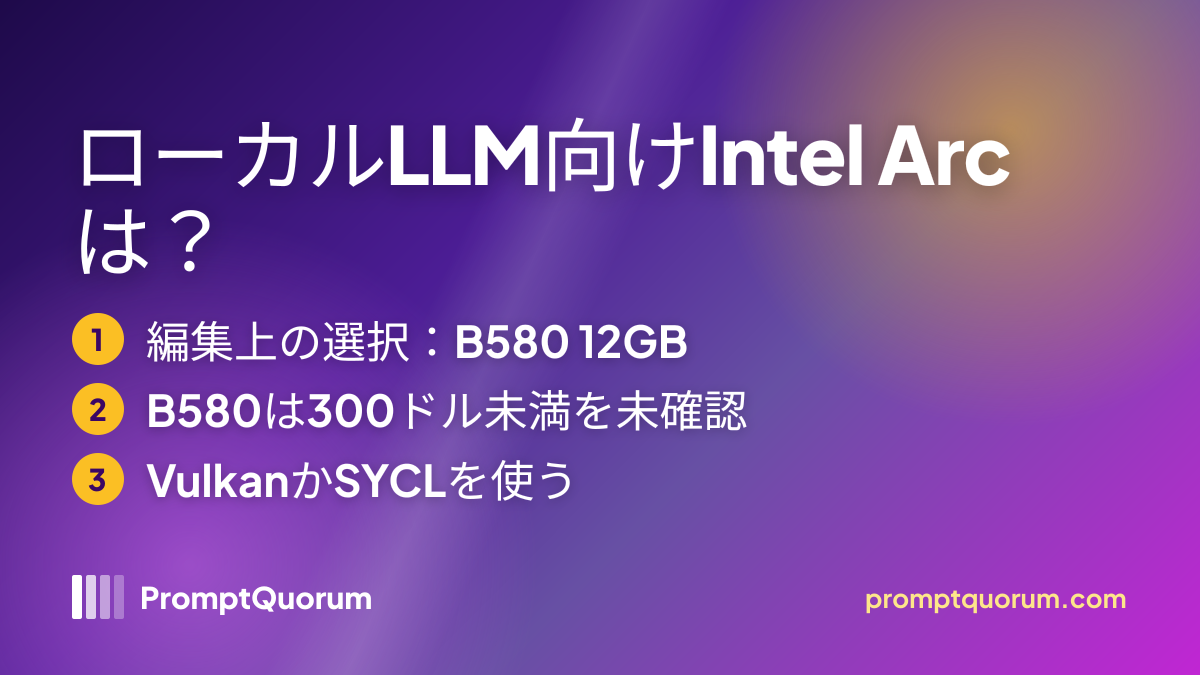 ローカルLLM向けIntel Arc
は？
1 編集上の選択：B580 12GB
2 B580は300ドル未満を未確認
3 VulkanかSYCLを使う
PromptQuorum
promptquorum.com